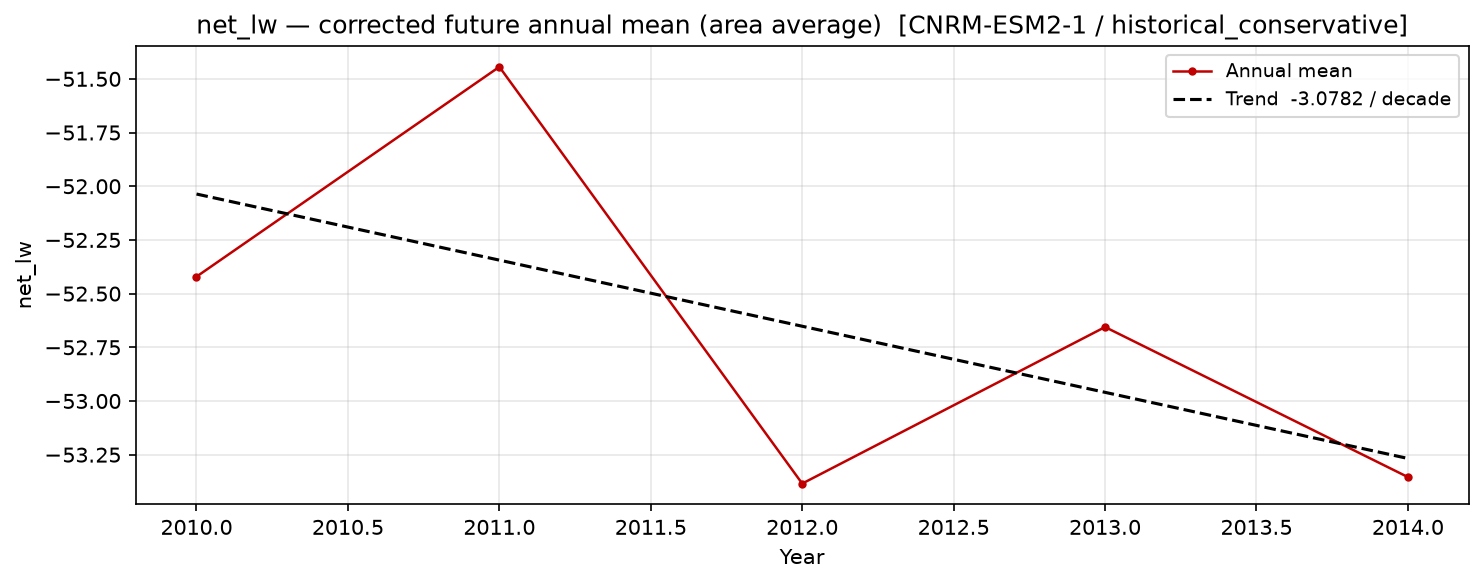 net_lw — corrected future annual mean (area average)  [CNRM-ESM2-1 / historical_conservative]
Annual mean
Trend  -3.0782 / decade
−51.50
−51.75
−52.00
−52.25
−52.50
−52.75
−53.00
−53.25
net_lw
2010.0 2010.5 2011.0 2011.5 2012.0 2012.5 2013.0 2013.5 2014.0
Year